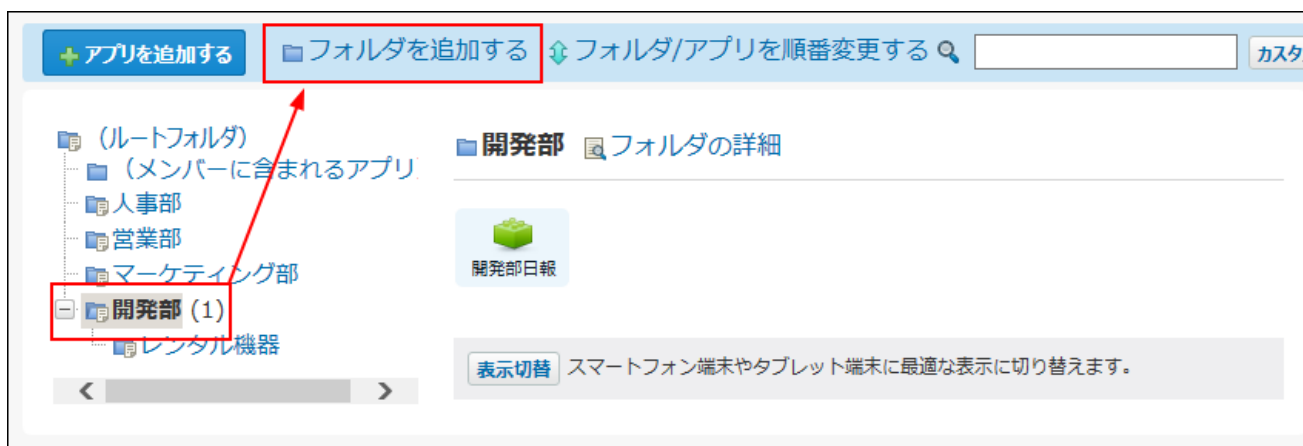 アプリを追加する フォルダを追加する フォルダ/アプリを順番変更する カスタ
(ルートフォルダ)
(メンバーに含まれるアプリ
人事部
営業部
マーケティング部
開発部 (1)
レンタル機器
開発部 フォルダの詳細
開発部日報
表示切替 スマートフォン端末やタブレット端末に最適な表示に切り替えます。